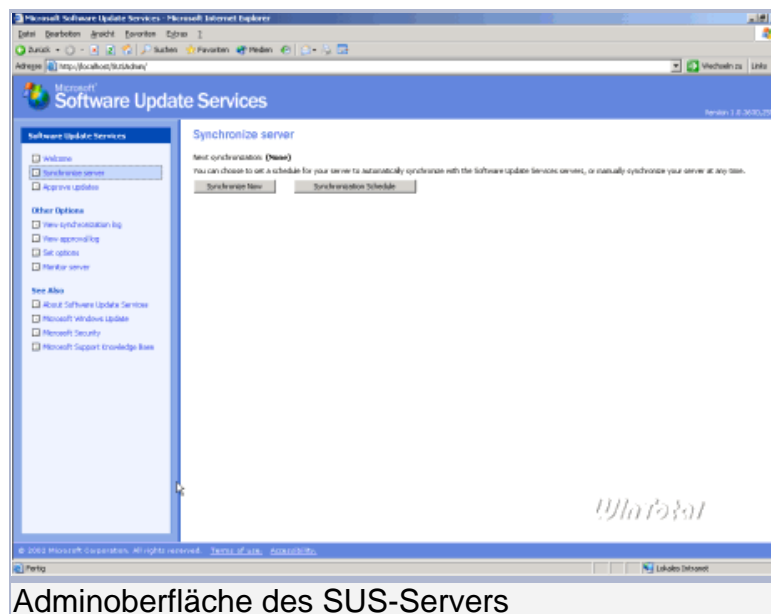 Microsoft Software Update Services - Microsoft Internet Explorer
Datei Bearbeiten Ansicht Favoriten Extras ?
Zurück Suchen Favoriten Medien
Adresse http://localhost/SUSAdmin/ Wechseln zu Links
Microsoft
Software Update Services
Software Update Services
Welcome
Synchronize server
Approve updates
Other Options
View synchronization log
View approval log
Set options
Monitor server
See Also
About Software Update Services
Microsoft Windows Update
Microsoft Security
Microsoft Support Knowledge Base
Synchronize server
Next synchronization: (None)
You can choose to set a schedule for your server to automatically synchronize with the Software Update Services servers, or manually synchronize your server at any time.
Synchronize Now Synchronization Schedule
WinTotal
© 2002 Microsoft Corporation. All rights reserved. Terms of use. Accessibility.
Fertig Lokales Intranet
Adminoberfläche des SUS-Servers